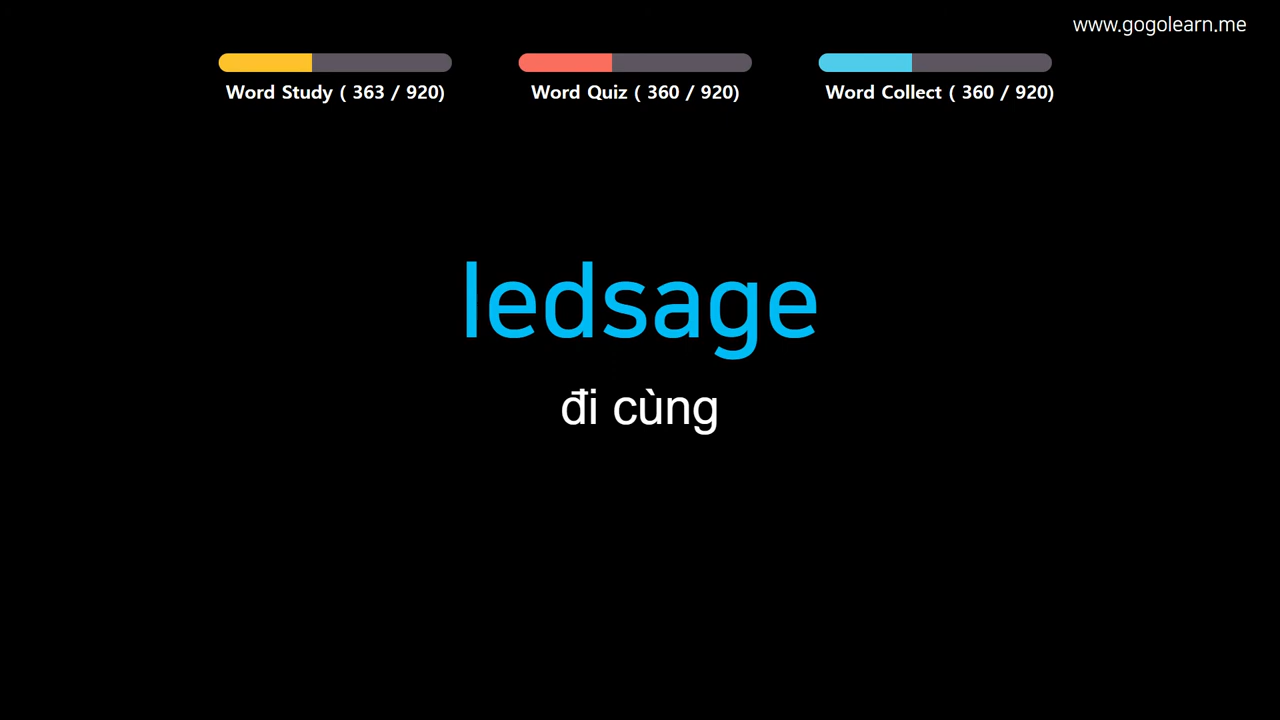 www.gogolearn.me
Word Study ( 363 / 920)
Word Quiz ( 360 / 920)
Word Collect ( 360 / 920)
ledsage
đi cùng